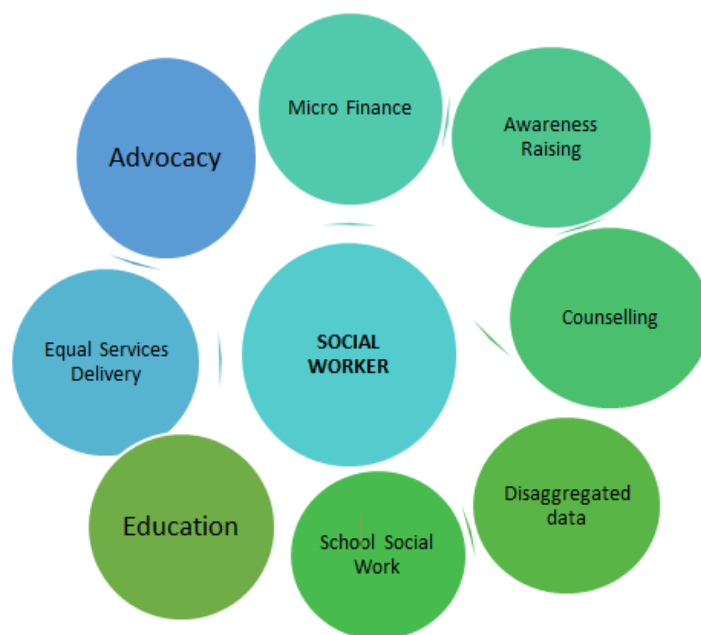 Micro Finance
Awareness
Raising
Advocacy
Counselling
SOCIAL
WORKER
Equal Services
Delivery
Disaggregated
data
Education
School Social
Work